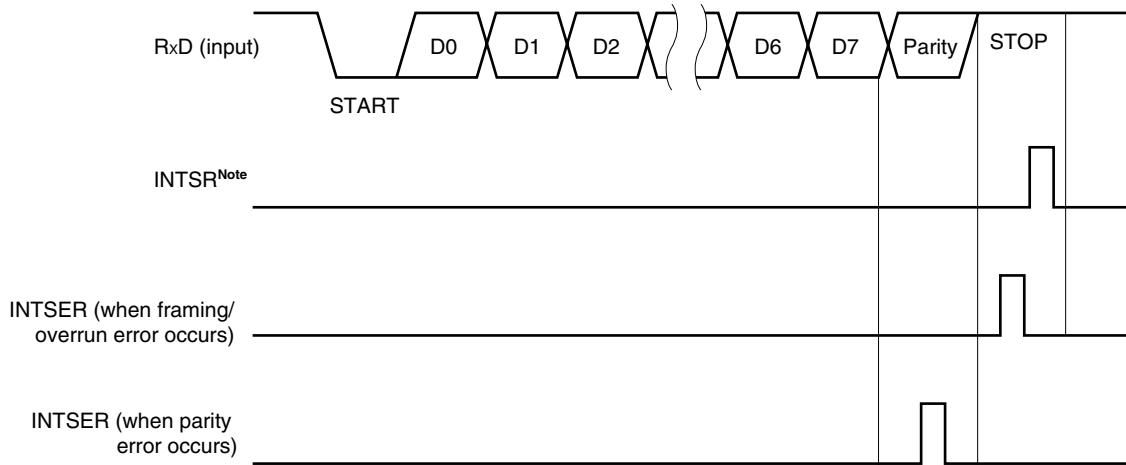 RxD (input)
D0 D1 D2 D6 D7 Parity STOP
START
INTSRNote
INTSER (when framing/
overrun error occurs)
INTSER (when parity
error occurs)